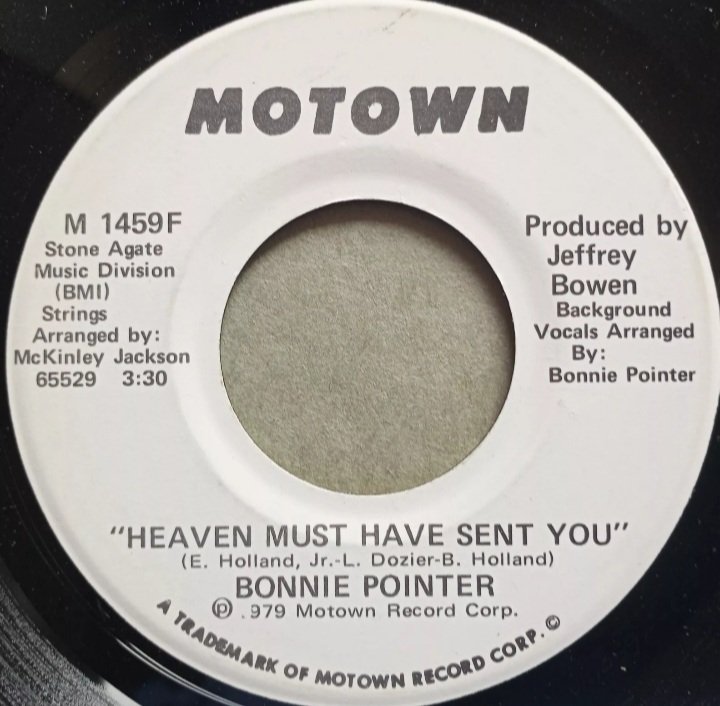 MOTOWN
M 1459F
Stone Agate
Music Division
(BMI)
Strings
Arranged by:
McKinley Jackson
65529 3:30
Produced by
Jeffrey
Bowen
Background
Vocals Arranged
By:
Bonnie Pointer
"HEAVEN MUST HAVE SENT YOU"
(E. Holland, Jr.-L. Dozier-B. Holland)
BONNIE POINTER
℗ .979 Motown Record Corp.
A TRADEMARK OF MOTOWN RECORD CORP. ©